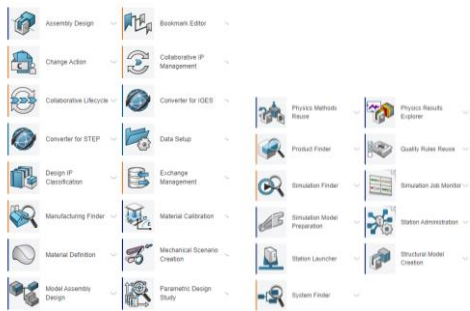 Assembly Design
Bookmark Editor
Change Action
Collaborative IP
Management
Collaborative Lifecycle
Converter for IGES
Converter for STEP
Data Setup
Design IP
Classification
Exchange
Management
Manufacturing Finder
Material Calibration
Material Definition
Mechanical Scenario
Creation
Model Assembly
Design
Parametric Design
Study
Physics Methods
Reuse
Physics Results
Explorer
Product Finder
Quality Rules Reuse
Simulation Finder
Simulation Job Monitor
Simulation Model
Preparation
Station Administration
Station Launcher
Structural Model
Creation
System Finder